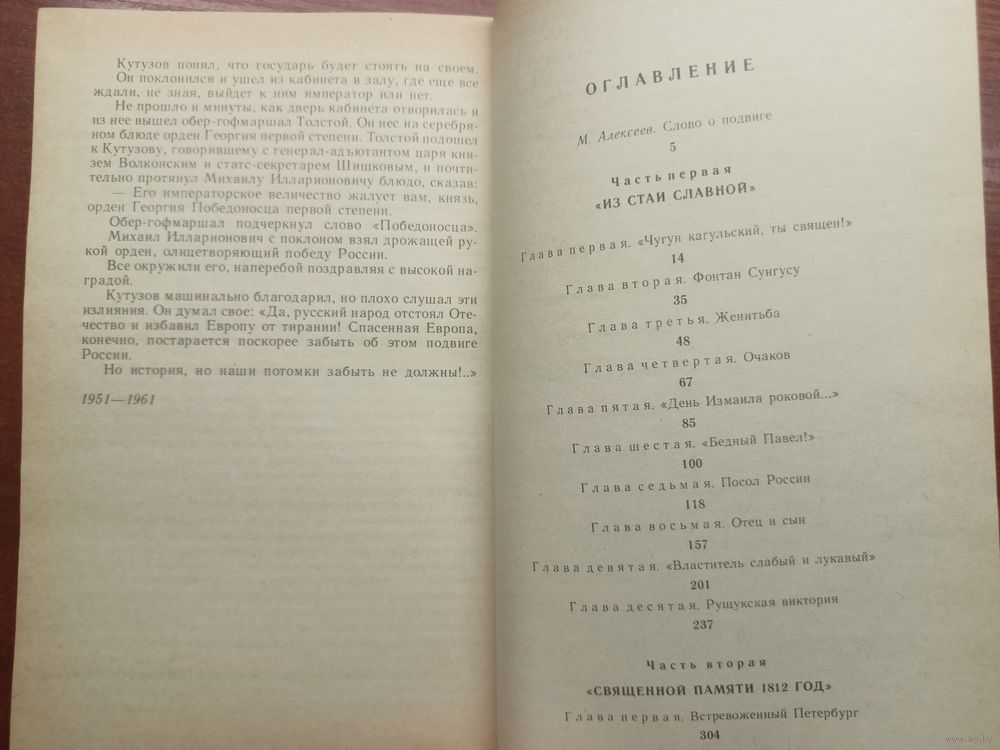 Кутузов понял, что государь будет стоять на своем.
Он поклонился и ушел из кабинета в залу, где еще все
ждали, не зная, выйдет к ним император или нет.
Не прошло и минуты, как дверь кабинета отворилась и
из нее вышел обер-гофмаршал Толстой. Он нес на серебря-
ном блюде орден Георгия первой степени. Толстой подошел
к Кутузову, говорившему с генерал-адъютантом царя кня-
зем Волконским и статс-секретарем Шишковым, и почти-
тельно протянул Михаилу Илларионовичу блюдо, сказав:
— Его императорское величество жалует вам, князь,
орден Георгия Победоносца первой степени.
Обер-гофмаршал подчеркнул слово «Победоносца».
Михаил Илларионович с поклоном взял дрожащей ру-
кой орден, олицетворяющий победу России.
Все окружили его, наперебой поздравляя с высокой на-
градой.
Кутузов машинально благодарил, но плохо слушал эти
излияния. Он думал свое: «Да, русский народ отстоял Оте-
чество и избавил Европу от тирании! Спасенная Европа,
конечно, постарается поскорее забыть об этом подвиге
России.
Но история, но наши потомки забыть не должны!..»
1951—1961
ОГЛАВЛЕНИЕ
М. Алексеев. Слово о подвиге
5
Часть первая
«ИЗ СТАИ СЛАВНОЙ»
Глава первая. «Чугун кагульский, ты священ!»
14
Глава вторая. Фонтан Сунгусу
35
Глава третья. Женитьба
48
Глава четвертая. Очаков
67
Глава пятая. «День Измаила роковой...»
85
Глава шестая. «Бедный Павел!»
100
Глава седьмая. Посол России
118
Глава восьмая. Отец и сын
157
Глава девятая. «Властитель слабый и лукавый»
201
Глава десятая. Рущукская виктория
237
Часть вторая
«СВЯЩЕННОЙ ПАМЯТИ 1812 ГОД»
Глава первая. Встревоженный Петербург
304
www.ay.by